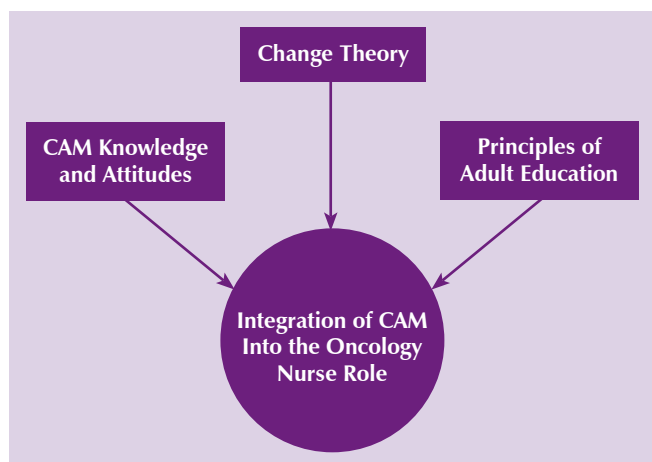 Change Theory
CAM Knowledge
and Attitudes
Principles of
Adult Education
Integration of CAM
Into the Oncology
Nurse Role